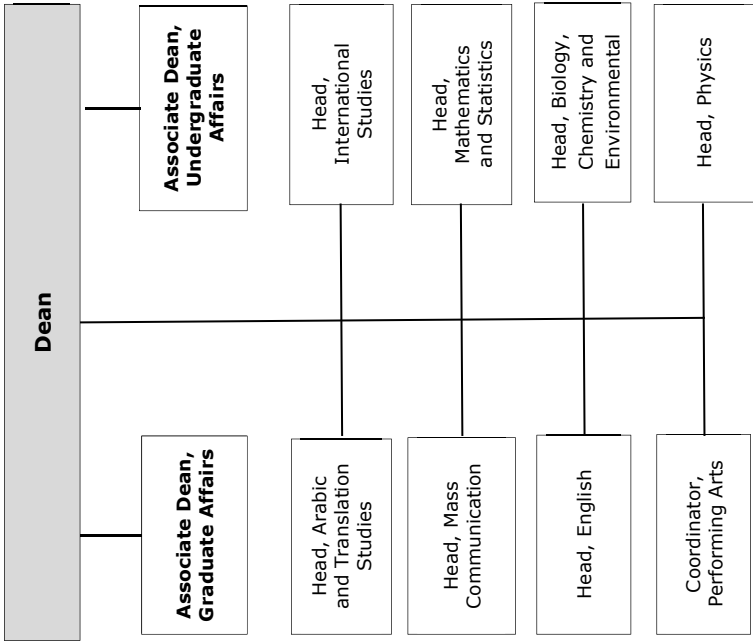 Dean
Associate Dean,
Graduate Affairs
Associate Dean,
Undergraduate
Affairs
Head, Arabic
and Translation
Studies
Head,
International
Studies
Head, Mass
Communication
Head,
Mathematics
and Statistics
Head, English
Head, Biology,
Chemistry and
Environmental
Coordinator,
Performing Arts
Head, Physics